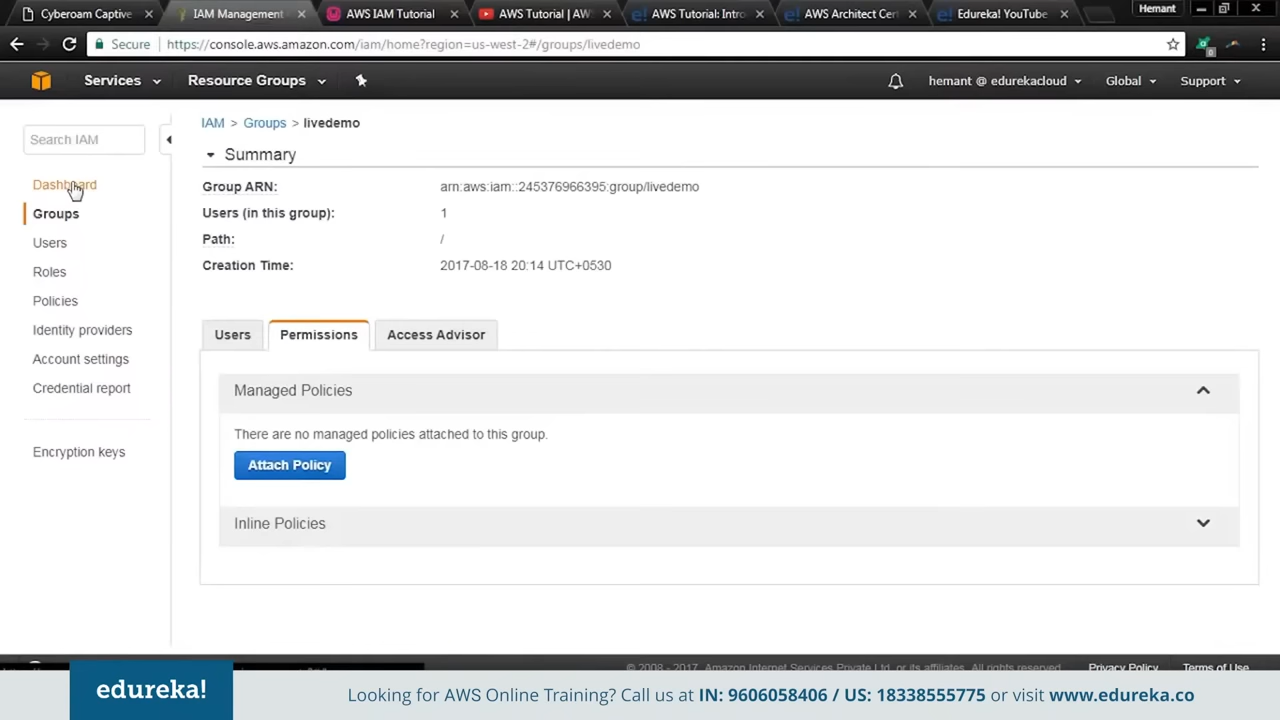 Cyberoam Captive
IAM Management
AWS IAM Tutorial
AWS Tutorial | AW
AWS Tutorial: Intro
AWS Architect Cert
Edureka! YouTube
Hemant
Secure
https://console.aws.amazon.com/iam/home?region=us-west-2#/groups/livedemo
Services
Resource Groups
hemant @ edurekacloud
Global
Support
Search IAM
Dashboard
Groups
Users
Roles
Policies
Identity providers
Account settings
Credential report
Encryption keys
IAM > Groups > livedemo
Summary
Group ARN: arn:aws:iam::245376966395:group/livedemo
Users (in this group): 1
Path: /
Creation Time: 2017-08-18 20:14 UTC+0530
Users
Permissions
Access Advisor
Managed Policies
There are no managed policies attached to this group.
Attach Policy
Inline Policies
© 2008 - 2017, Amazon Internet Services Private Ltd. or its affiliates. All rights reserved.
Privacy Policy
Terms of Use
edureka!
Looking for AWS Online Training? Call us at IN: 9606058406 / US: 18338555775 or visit www.edureka.co